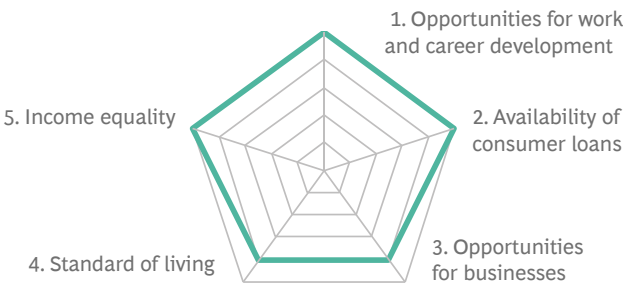 1. Opportunities for work
and career development
2. Availability of
consumer loans
3. Opportunities
for businesses
4. Standard of living
5. Income equality